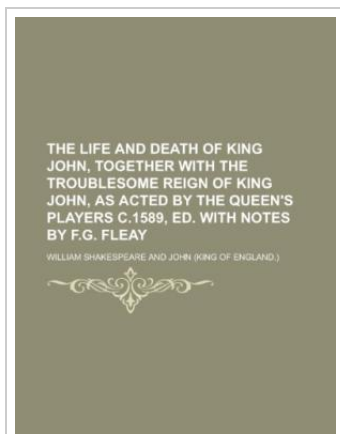 THE LIFE AND DEATH OF KING
JOHN, TOGETHER WITH THE
TROUBLESOME REIGN OF KING
JOHN, AS ACTED BY THE QUEEN'S
PLAYERS C.1589, ED. WITH NOTES
BY F.G. FLEAY
WILLIAM SHAKESPEARE AND JOHN (KING OF ENGLAND.)